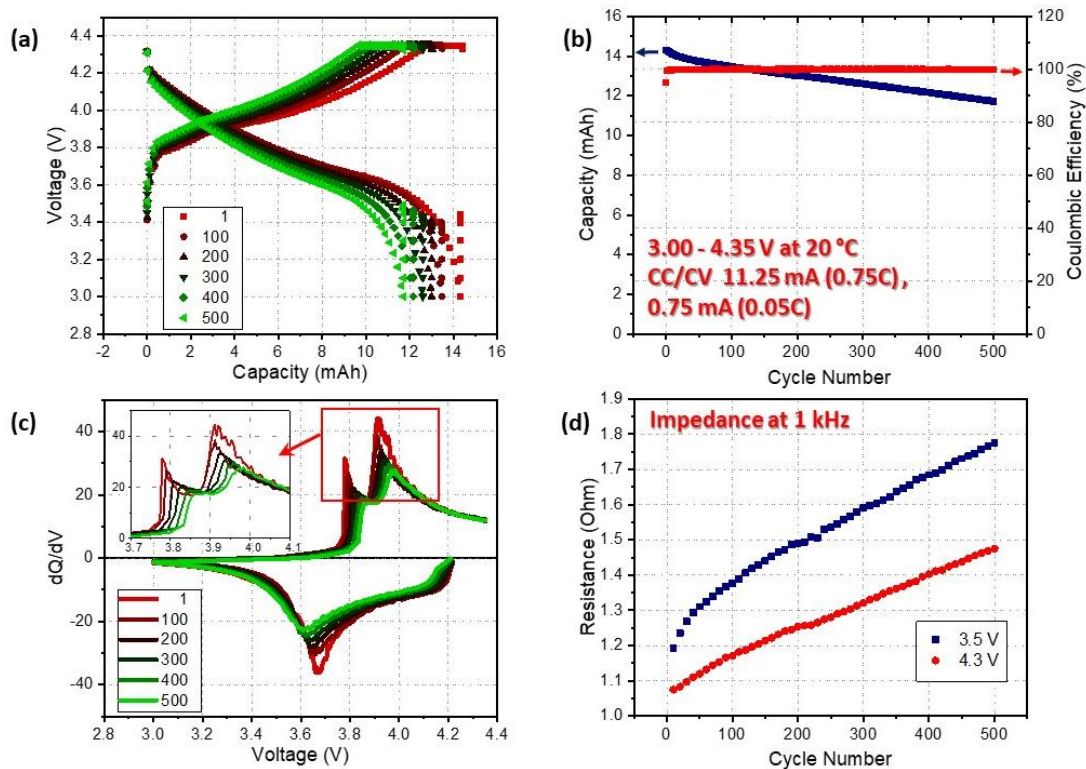 (a)
4.4
4.2
4.0
3.8
3.6
3.4
3.2
3.0
2.8
Voltage (V)
1
100
200
300
400
500
-2 0 2 4 6 8 10 12 14 16
Capacity (mAh)
(b)
16
14
12
10
8
6
4
2
0
Capacity (mAh)
120
100
80
60
40
20
0
Coulombic Efficiency (%)
3.00 - 4.35 V at 20 °C
CC/CV 11.25 mA (0.75C) ,
0.75 mA (0.05C)
0 100 200 300 400 500
Cycle Number
(c)
40
20
0
-20
-40
dQ/dV
40
20
0
3.7 3.8 3.9 4.0 4.1
1
100
200
300
400
500
2.8 3.0 3.2 3.4 3.6 3.8 4.0 4.2 4.4
Voltage (V)
(d)
Impedance at 1 kHz
1.9
1.8
1.7
1.6
1.5
1.4
1.3
1.2
1.1
1.0
Resistance (Ohm)
3.5 V
4.3 V
0 100 200 300 400 500
Cycle Number